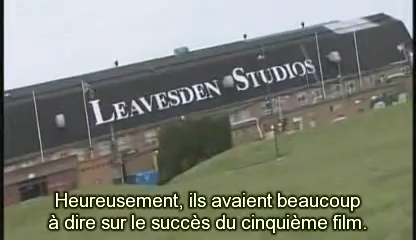 LEAVESDEN STUDIOS
Heureusement, ils avaient beaucoup
à dire sur le succès du cinquième film.